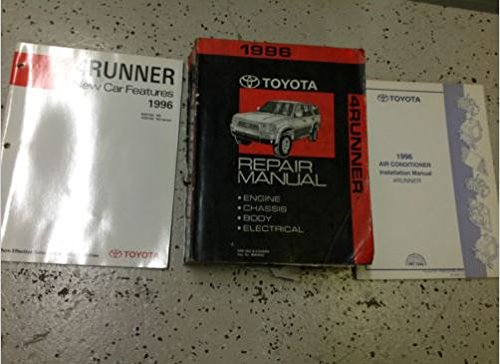 4RUNNER
New Car Features
1996
TOYOTA
1996
TOYOTA
4RUNNER
REPAIR
MANUAL
• ENGINE
• CHASSIS
• BODY
• ELECTRICAL
TOYOTA
1996
AIR CONDITIONER
Installation Manual
4RUNNER